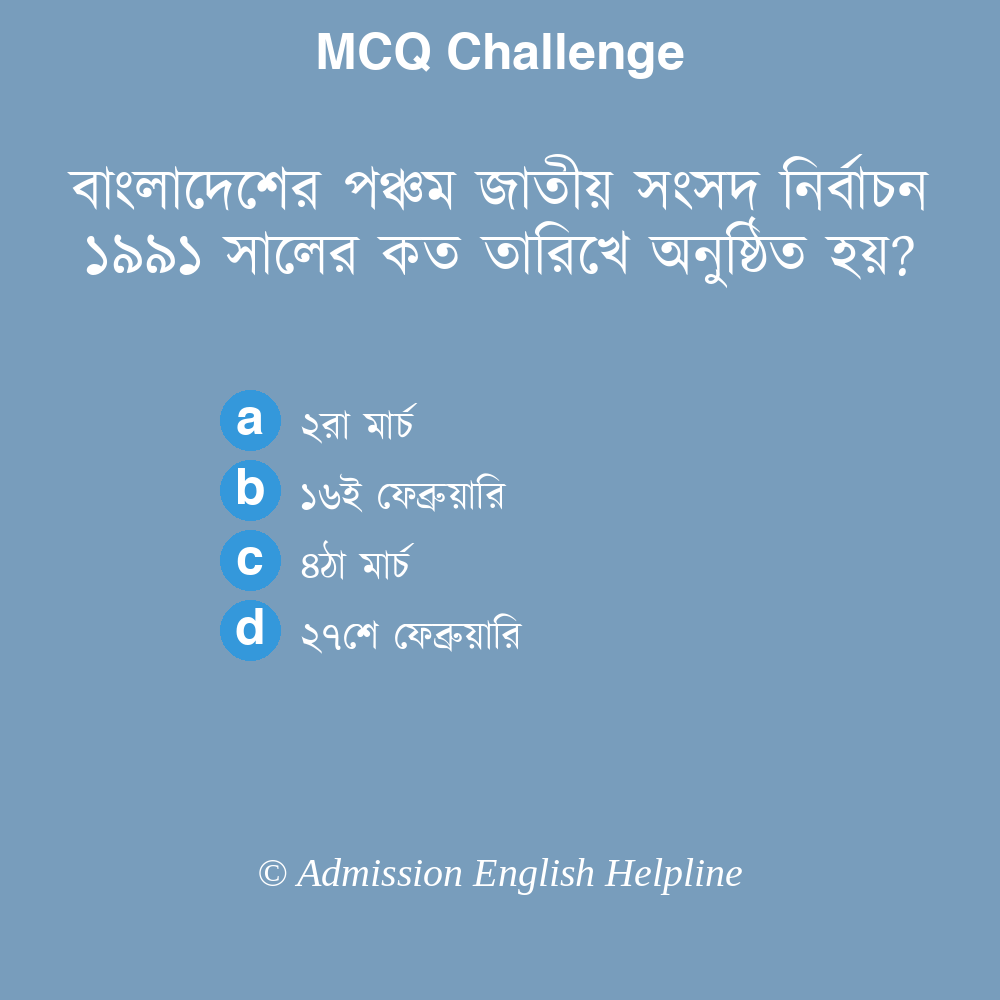 MCQ Challenge
বাংলাদেশের পঞ্চম জাতীয় সংসদ নির্বাচন
১৯৯১ সালের কত তারিখে অনুষ্ঠিত হয়?
a ২রা মার্চ
b ১৬ই ফেব্রুয়ারি
c ৪ঠা মার্চ
d ২৭শে ফেব্রুয়ারি
© Admission English Helpline